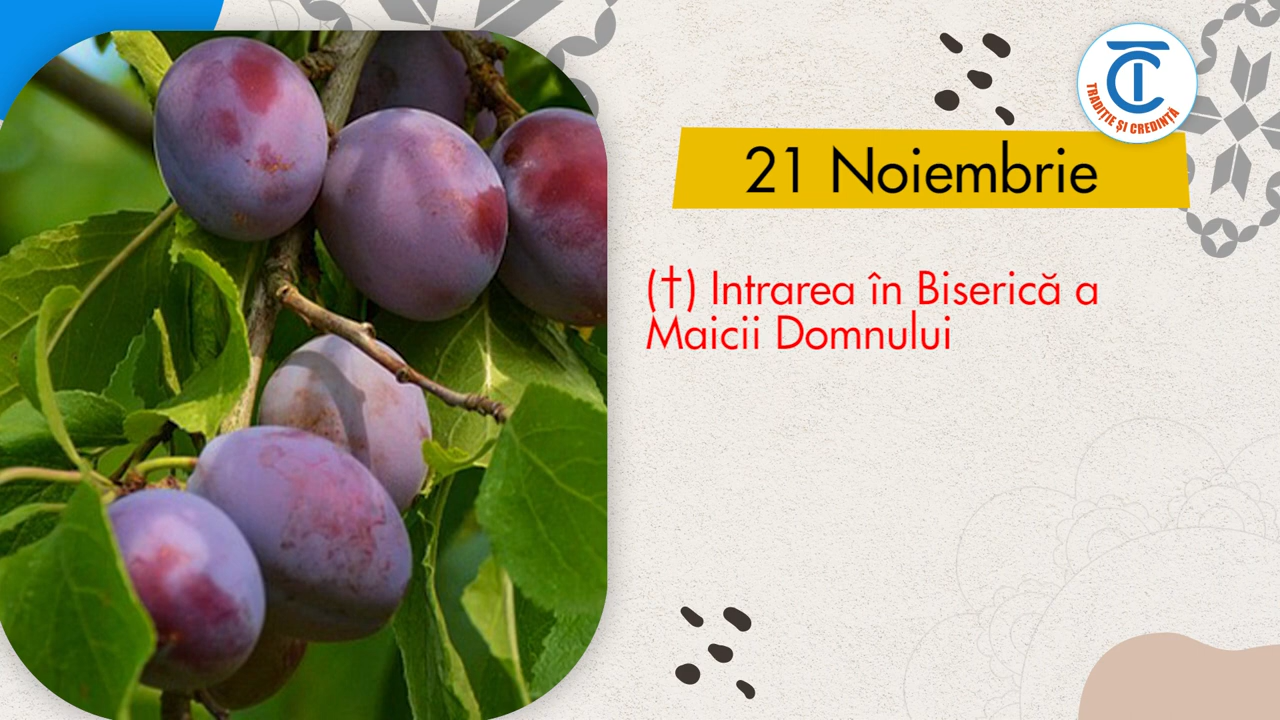 TRADIȚIE ȘI CREDINȚĂ
21 Noiembrie
(†) Intrarea în Biserică a
Maicii Domnului